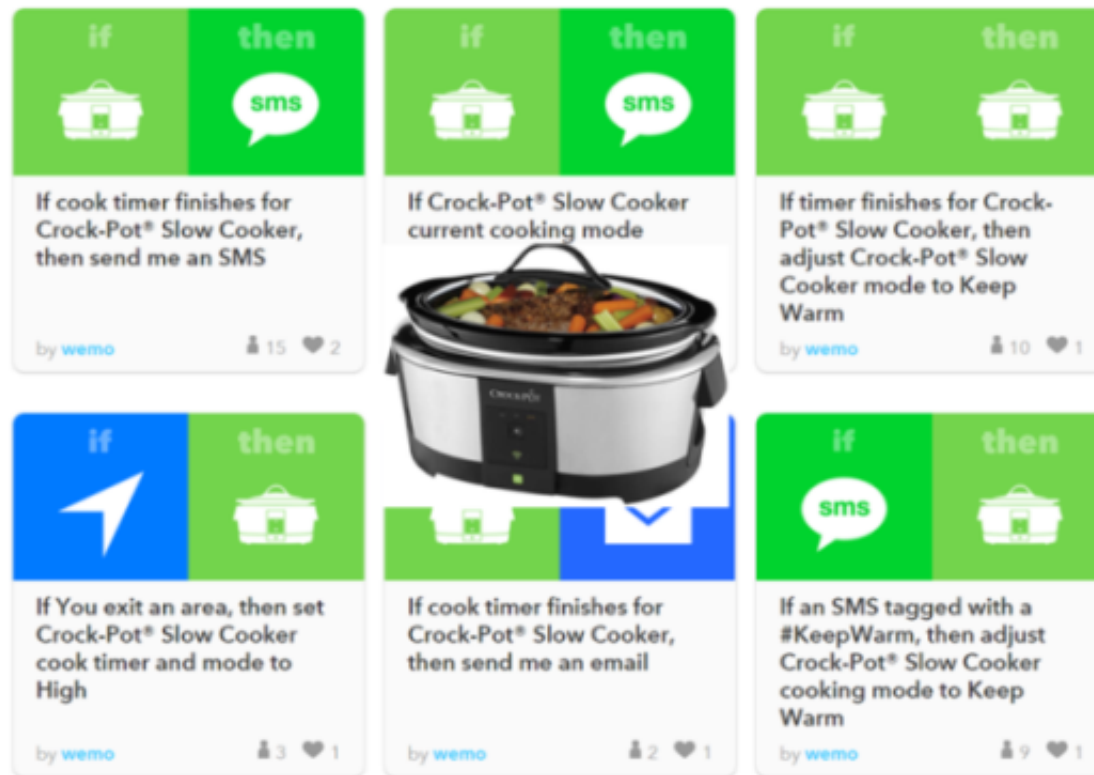 if then
sms
If cook timer finishes for
Crock-Pot® Slow Cooker,
then send me an SMS
by wemo 15 2
if then
sms
If Crock-Pot® Slow Cooker
current cooking mode
if then
If timer finishes for Crock-
Pot® Slow Cooker, then
adjust Crock-Pot® Slow
Cooker mode to Keep
Warm
by wemo 10 1
CROCKPOT
if then
If You exit an area, then set
Crock-Pot® Slow Cooker
cook timer and mode to
High
by wemo 3 1
If cook timer finishes for
Crock-Pot® Slow Cooker,
then send me an email
by wemo 2 1
if then
sms
If an SMS tagged with a
#KeepWarm, then adjust
Crock-Pot® Slow Cooker
cooking mode to Keep
Warm
by wemo 9 1